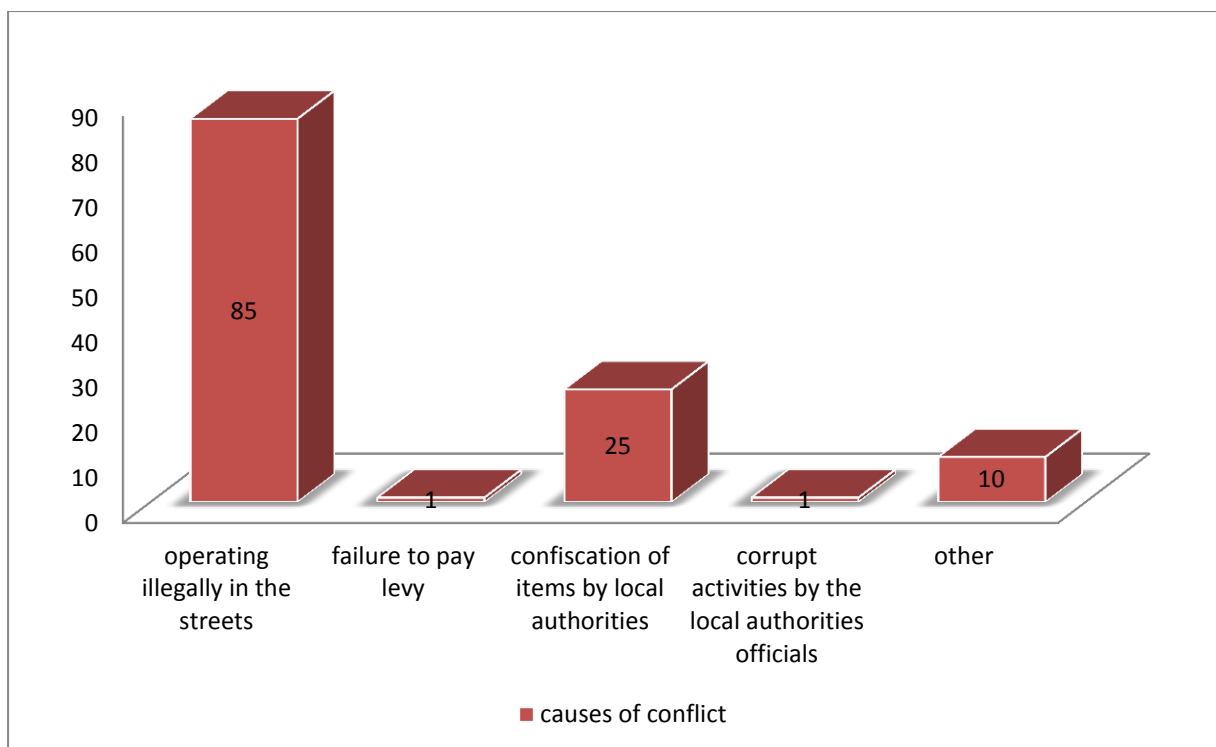 90
80
70
60
50
40
30
20
10
0
85
1
25
1
10
operating
illegally in the
streets
failure to pay
levy
confiscation of
items by local
authorities
corrupt
activities by the
local authorities
officials
other
causes of conflict